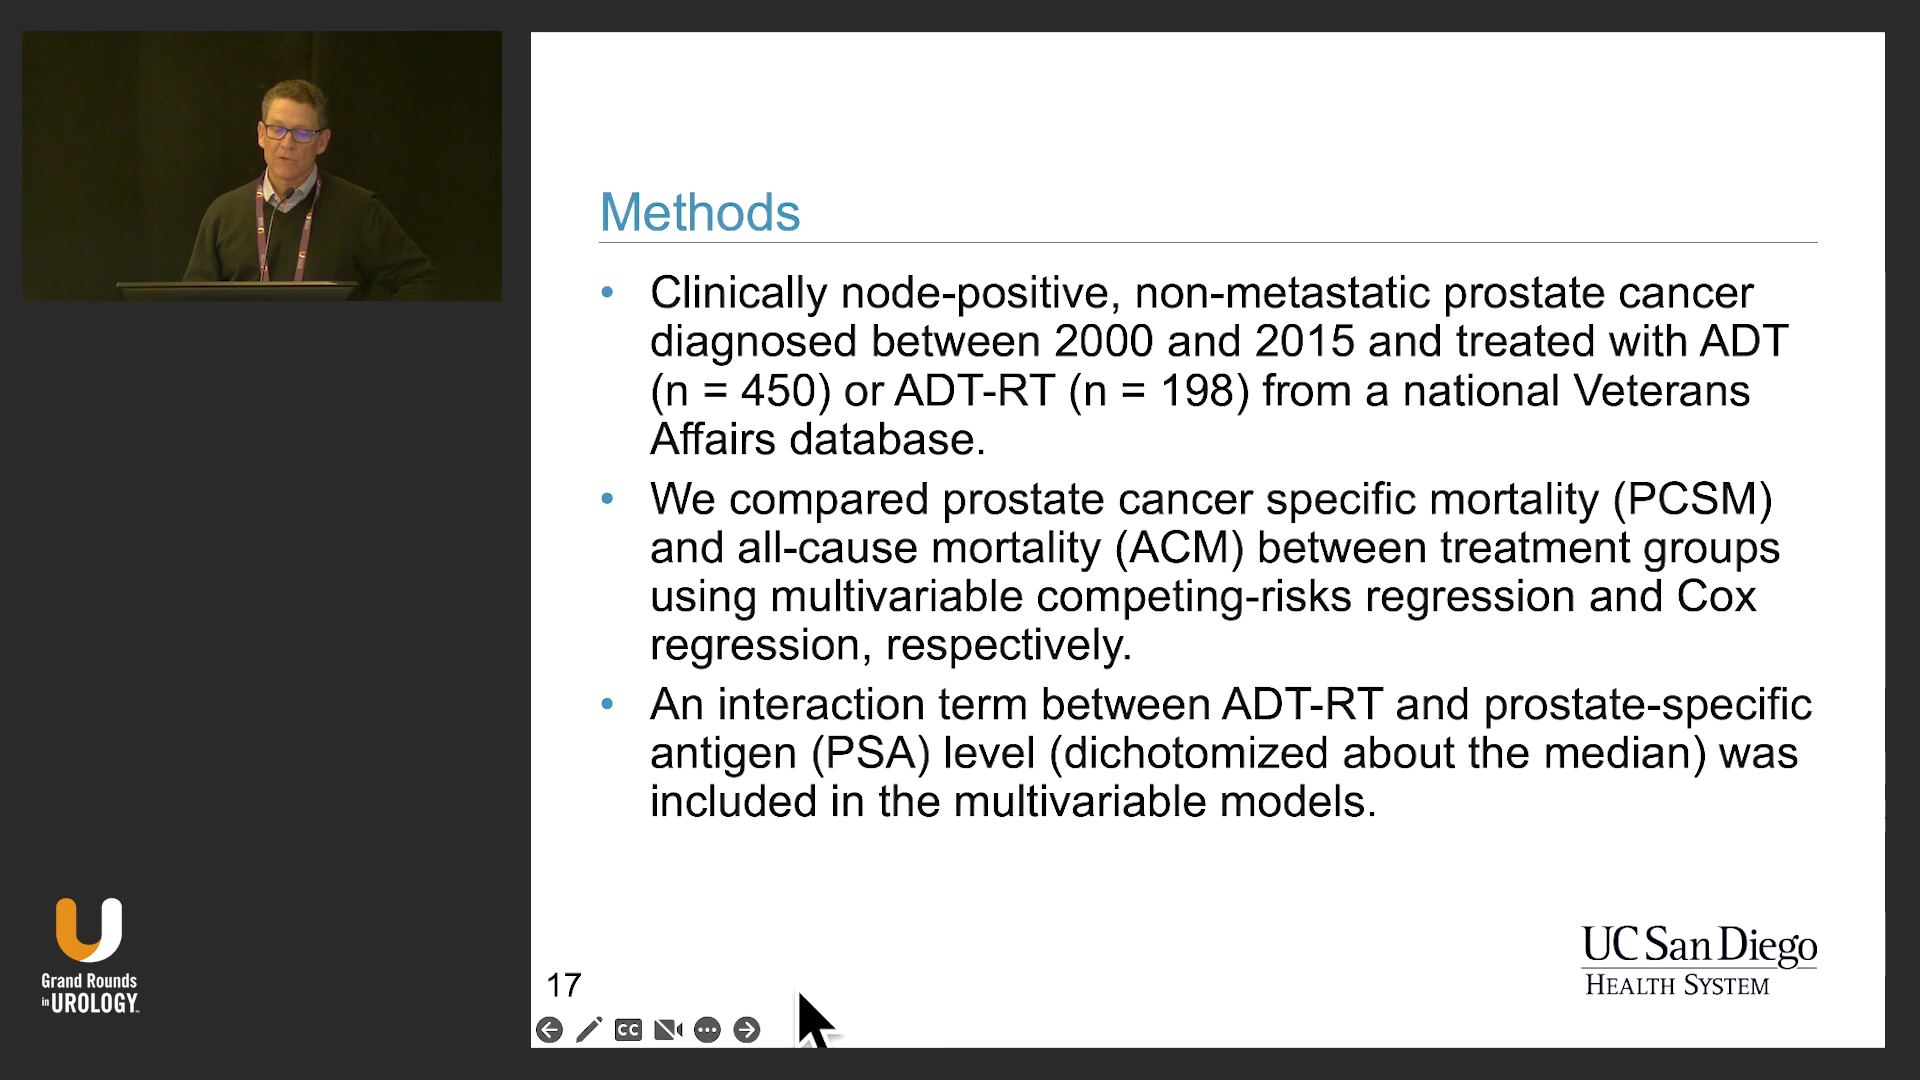 Methods
• Clinically node-positive, non-metastatic prostate cancer
diagnosed between 2000 and 2015 and treated with ADT
(n = 450) or ADT-RT (n = 198) from a national Veterans
Affairs database.
• We compared prostate cancer specific mortality (PCSM)
and all-cause mortality (ACM) between treatment groups
using multivariable competing-risks regression and Cox
regression, respectively.
• An interaction term between ADT-RT and prostate-specific
antigen (PSA) level (dichotomized about the median) was
included in the multivariable models.
UC San Diego
HEALTH SYSTEM
17
CC
Grand Rounds
in UROLOGY